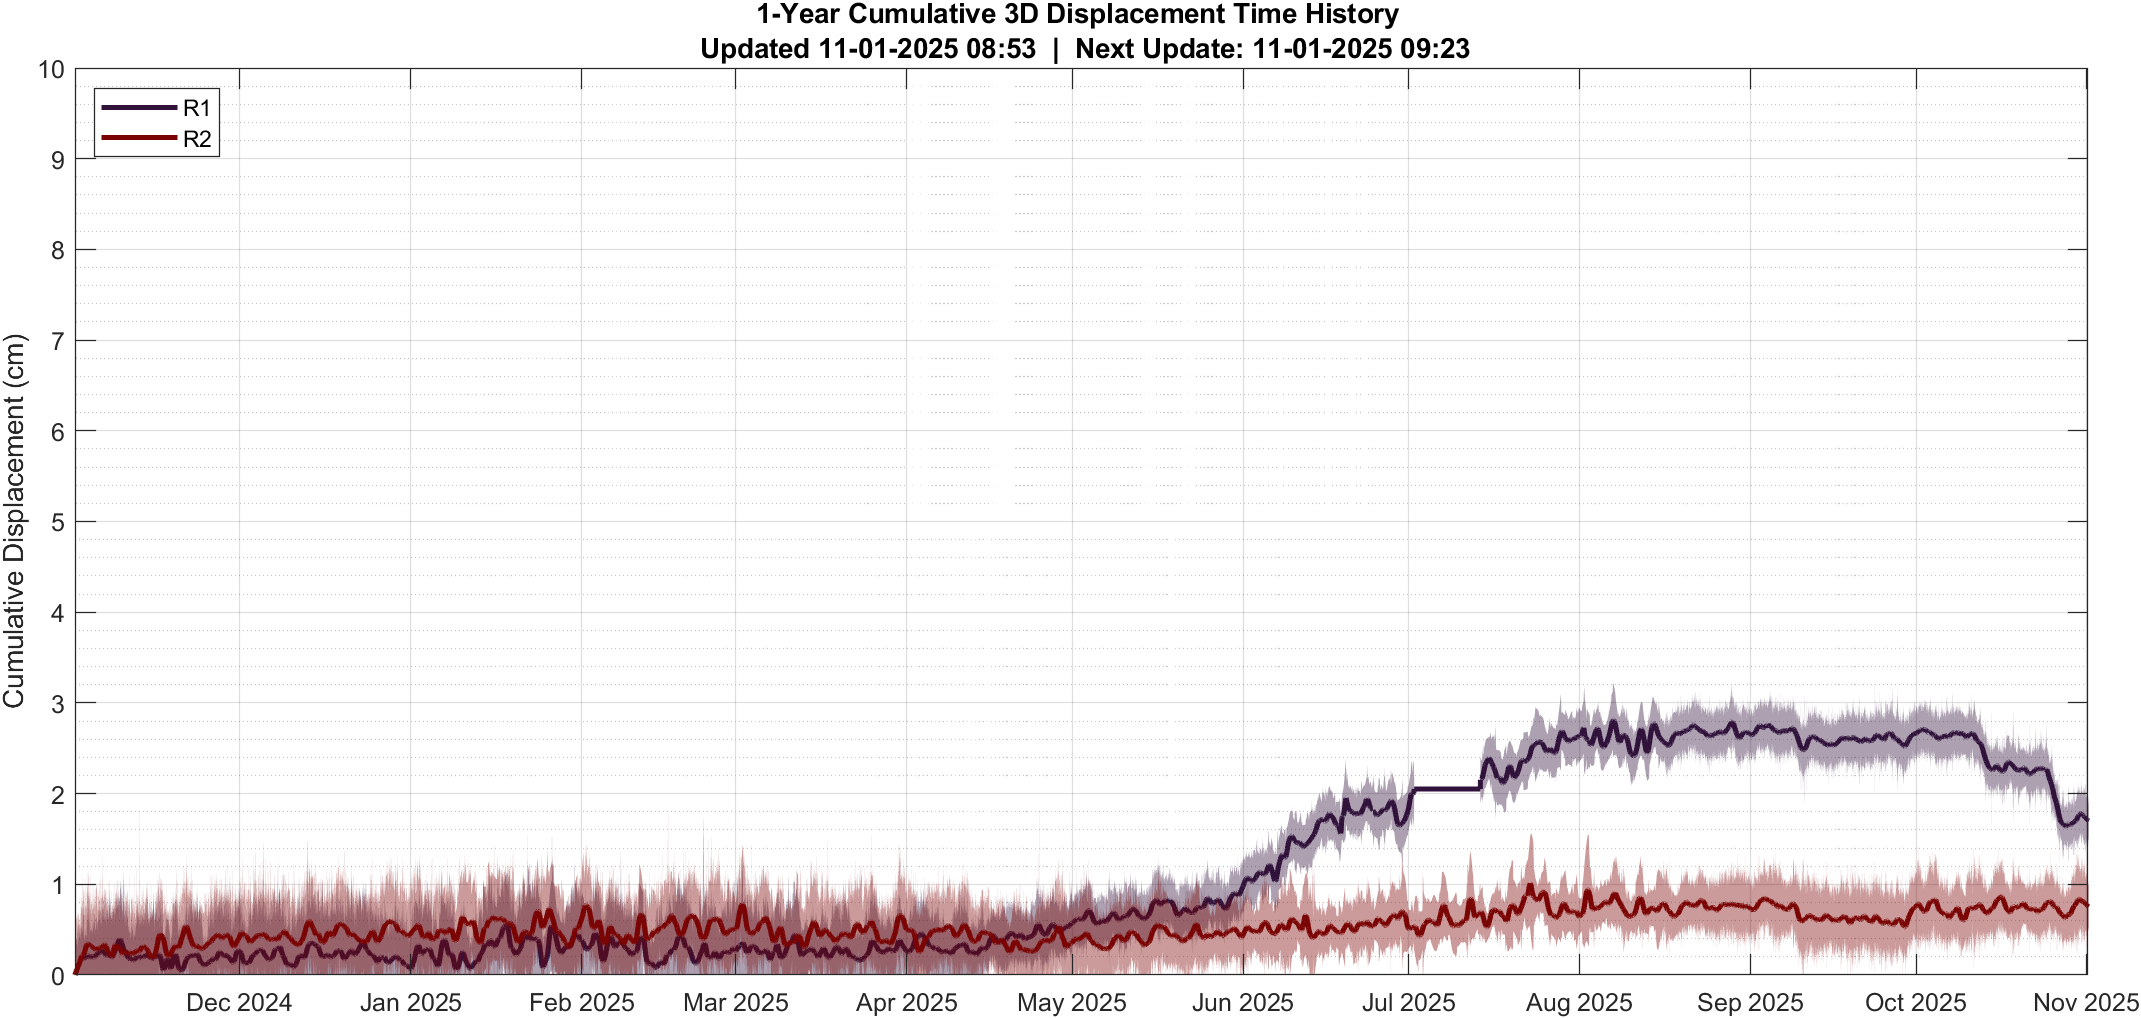 1-Year Cumulative 3D Displacement Time History
Updated 11-01-2025 08:53 | Next Update: 11-01-2025 09:23
R1
R2
Cumulative Displacement (cm)
10
9
8
7
6
5
4
3
2
1
0
Dec 2024 Jan 2025 Feb 2025 Mar 2025 Apr 2025 May 2025 Jun 2025 Jul 2025 Aug 2025 Sep 2025 Oct 2025 Nov 2025